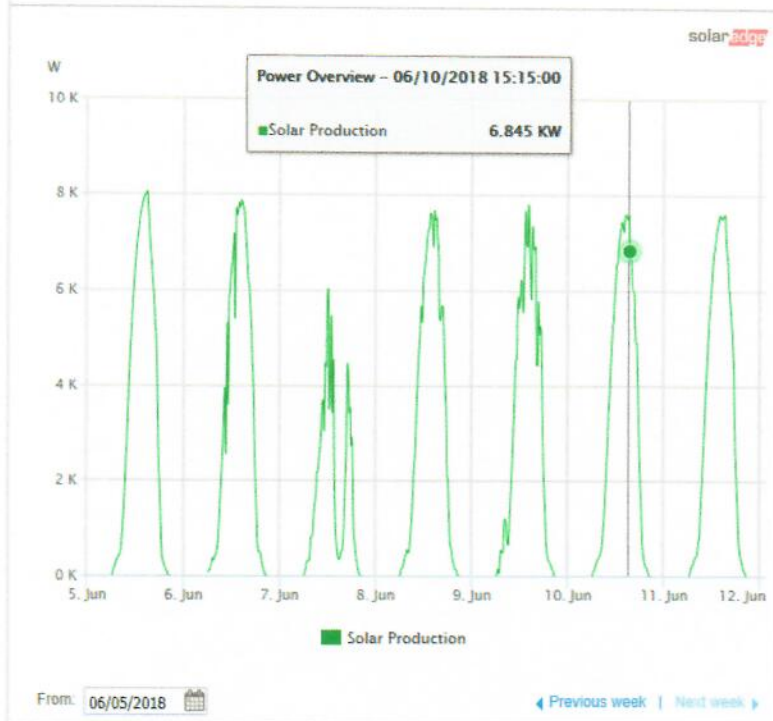 solaredge
W
Power Overview – 06/10/2018 15:15:00
Solar Production 6.845 KW
10 K
8 K
6 K
4 K
2 K
0 K
5. Jun 6. Jun 7. Jun 8. Jun 9. Jun 10. Jun 11. Jun 12. Jun
Solar Production
From: 06/05/2018
Previous week | Next week